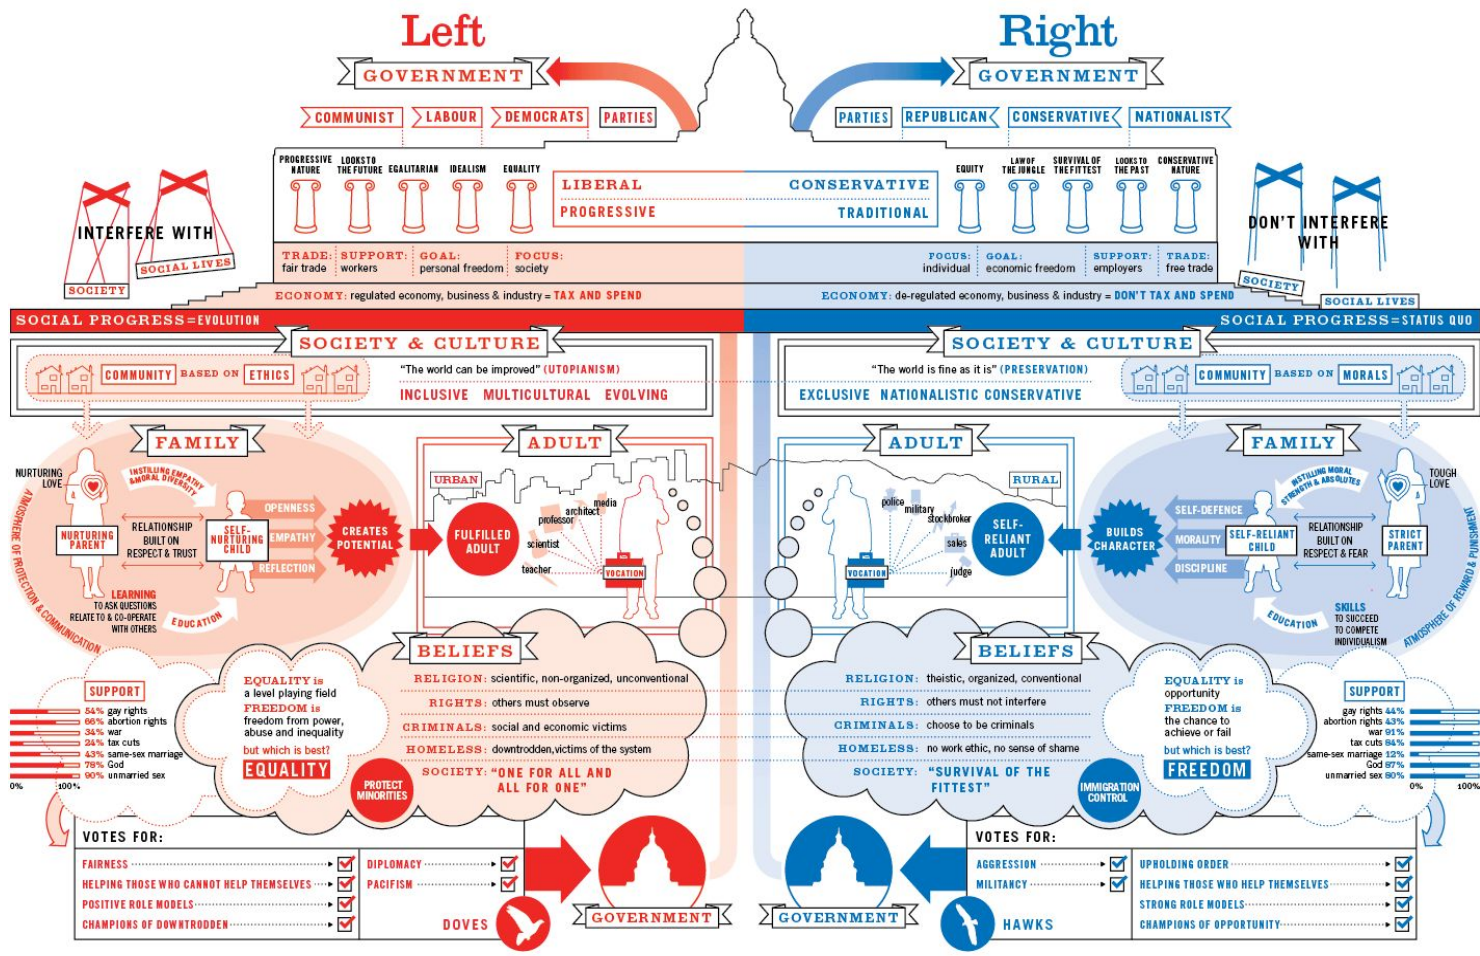 Left
GOVERNMENT
COMMUNIST
LABOUR
DEMOCRATS
PARTIES
PROGRESSIVE
NATURE
LOOKS TO
THE FUTURE
EGALITARIAN
IDEALISM
EQUALITY
LIBERAL
PROGRESSIVE
INTERFERE WITH
SOCIETY
SOCIAL LIVES
TRADE:
fair trade
SUPPORT:
workers
GOAL:
personal freedom
FOCUS:
society
ECONOMY: regulated economy, business & industry = TAX AND SPEND
SOCIAL PROGRESS=EVOLUTION
Right
GOVERNMENT
PARTIES
REPUBLICAN
CONSERVATIVE
NATIONALIST
CONSERVATIVE
TRADITIONAL
EQUITY
LAW OF
THE JUNGLE
SURVIVAL OF
THE FITTEST
LOOKS TO
THE PAST
CONSERVATIVE
NATURE
DON'T INTERFERE
WITH
SOCIETY
SOCIAL LIVES
FOCUS:
individual
GOAL:
economic freedom
SUPPORT:
employers
TRADE:
free trade
ECONOMY: de-regulated economy, business & industry = DON'T TAX AND SPEND
SOCIAL PROGRESS=STATUS QUO
SOCIETY & CULTURE
COMMUNITY BASED ON ETHICS
"The world can be improved" (UTOPIANISM)
INCLUSIVE MULTICULTURAL EVOLVING
SOCIETY & CULTURE
"The world is fine as it is" (PRESERVATION)
EXCLUSIVE NATIONALISTIC CONSERVATIVE
COMMUNITY BASED ON MORALS
FAMILY
NURTURING
LOVE
INSTILLING EMPATHY
& MORAL DIVERSITY
ATMOSPHERE OF PROTECTION & COMMUNICATION
NURTURING
PARENT
RELATIONSHIP
BUILT ON
RESPECT & TRUST
SELF-
NURTURING
CHILD
OPENNESS
EMPATHY
REFLECTION
CREATES
POTENTIAL
LEARNING
TO ASK QUESTIONS
RELATE TO & CO-OPERATE
WITH OTHERS
EDUCATION
ADULT
URBAN
FULFILLED
ADULT
media
architect
professor
scientist
teacher
VOCATION
ADULT
RURAL
police
military
stockbroker
sales
judge
VOCATION
SELF-
RELIANT
ADULT
FAMILY
TOUGH
LOVE
INSTILLING MORAL
STRENGTH & ABSOLUTES
ATMOSPHERE OF REWARD & PUNISHMENT
BUILDS
CHARACTER
SELF-DEFENCE
MORALITY
DISCIPLINE
SELF-RELIANT
CHILD
RELATIONSHIP
BUILT ON
RESPECT & FEAR
STRICT
PARENT
EDUCATION
SKILLS
TO SUCCEED
TO COMPETE
INDIVIDUALISM
SUPPORT
54% gay rights
66% abortion rights
34% war
24% tax cuts
43% same-sex marriage
78% God
90% unmarried sex
0% 100%
EQUALITY is
a level playing field
FREEDOM is
freedom from power,
abuse and inequality
but which is best?
EQUALITY
BELIEFS
RELIGION: scientific, non-organized, unconventional
RIGHTS: others must observe
CRIMINALS: social and economic victims
HOMELESS: downtrodden,victims of the system
SOCIETY: "ONE FOR ALL AND
ALL FOR ONE"
PROTECT
MINORITIES
BELIEFS
RELIGION: theistic, organized, conventional
RIGHTS: others must not interfere
CRIMINALS: choose to be criminals
HOMELESS: no work ethic, no sense of shame
SOCIETY: "SURVIVAL OF THE
FITTEST"
IMMIGRATION
CONTROL
EQUALITY is
opportunity
FREEDOM is
the chance to
achieve or fail
but which is best?
FREEDOM
SUPPORT
gay rights 44%
abortion rights 43%
war 91%
tax cuts 84%
same-sex marriage 12%
God 87%
unmarried sex 80%
0% 100%
VOTES FOR:
FAIRNESS
HELPING THOSE WHO CANNOT HELP THEMSELVES
POSITIVE ROLE MODELS
CHAMPIONS OF DOWNTRODDEN
DIPLOMACY
PACIFISM
DOVES
GOVERNMENT
GOVERNMENT
VOTES FOR:
AGGRESSION
MILITANCY
HAWKS
UPHOLDING ORDER
HELPING THOSE WHO HELP THEMSELVES
STRONG ROLE MODELS
CHAMPIONS OF OPPORTUNITY